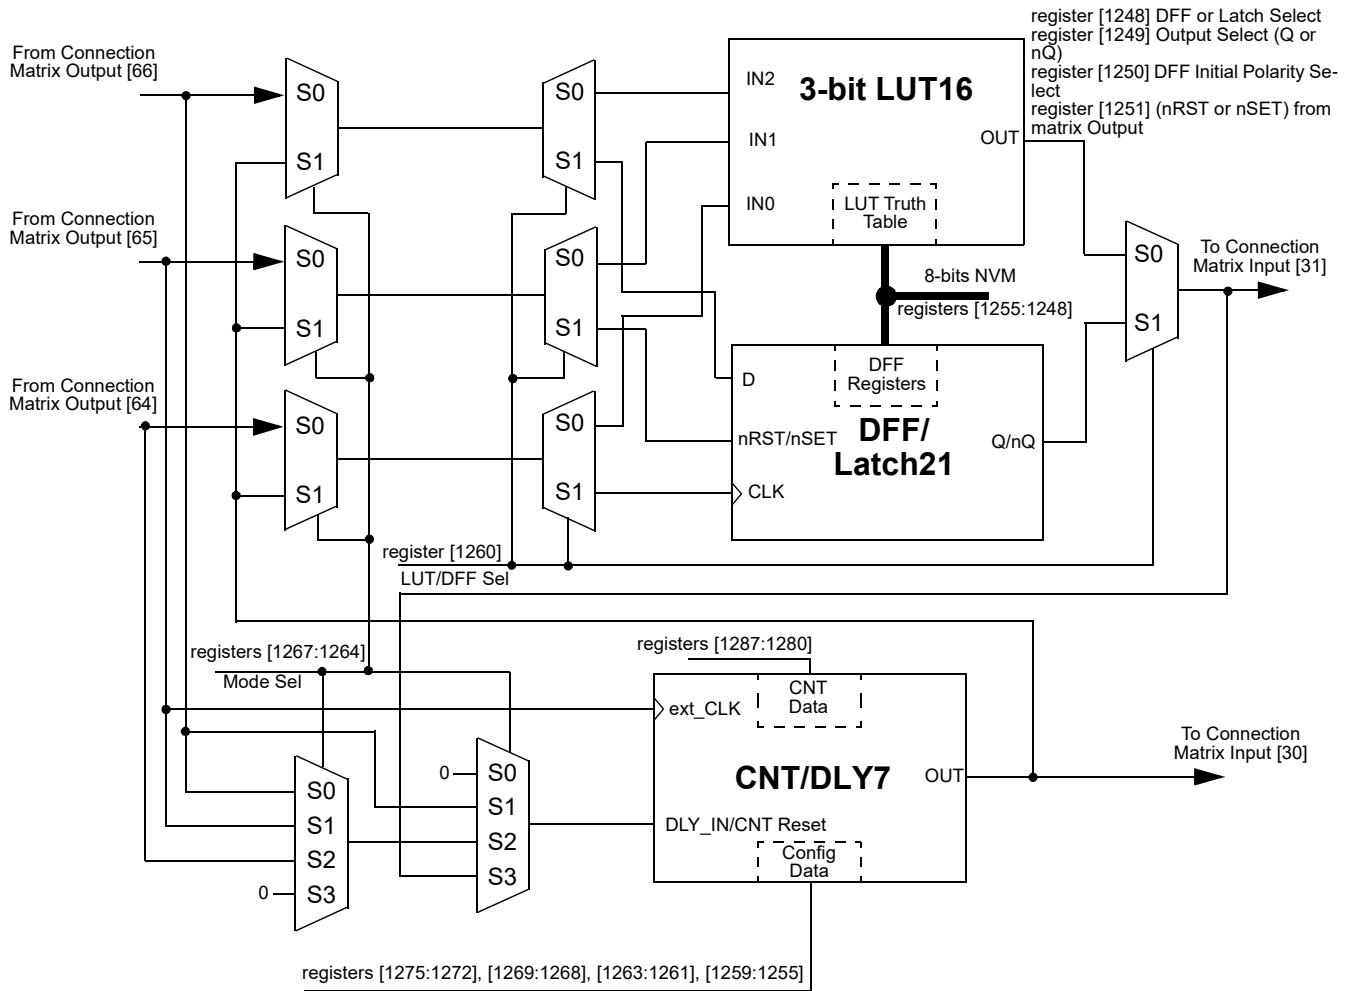 register [1248] DFF or Latch Select
register [1249] Output Select (Q or
nQ)
register [1250] DFF Initial Polarity Se-
lect
register [1251] (nRST or nSET) from
matrix Output
From Connection
Matrix Output [66]
S0
S1
S0
S1
IN2
IN1
IN0
3-bit LUT16
OUT
LUT Truth
Table
From Connection
Matrix Output [65]
S0
S1
S0
S1
8-bits NVM
registers [1255:1248]
S0
S1
To Connection
Matrix Input [31]
From Connection
Matrix Output [64]
S0
S1
S0
S1
D
nRST/nSET
CLK
DFF
Registers
DFF/
Latch21
Q/nQ
register [1260]
LUT/DFF Sel
registers [1267:1264]
Mode Sel
registers [1287:1280]
ext_CLK
CNT
Data
CNT/DLY7
OUT
DLY_IN/CNT Reset
Config
Data
To Connection
Matrix Input [30]
S0
S1
S2
S3
0
0
S0
S1
S2
S3
registers [1275:1272], [1269:1268], [1263:1261], [1259:1255]